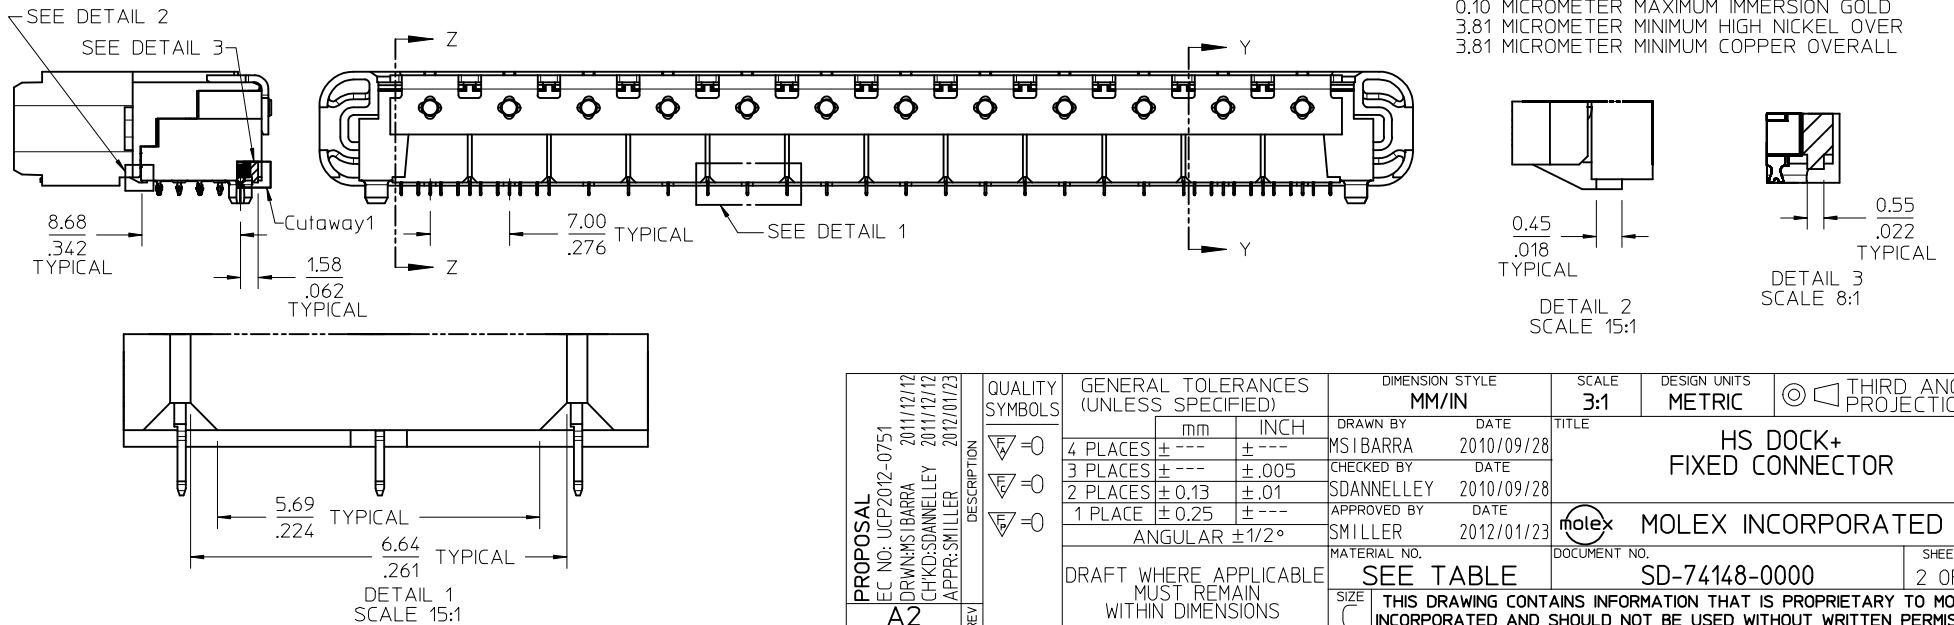 0.10 MICROMETER MAXIMUM IMMERSION GOLD
3.81 MICROMETER MINIMUM HIGH NICKEL OVER
3.81 MICROMETER MINIMUM COPPER OVERALL
SEE DETAIL 2
SEE DETAIL 3
Z
Y
8.68
.342
TYPICAL
Cutaway1
1.58
.062
TYPICAL
7.00
.276
TYPICAL
SEE DETAIL 1
Z
Y
0.45
.018
TYPICAL
DETAIL 2
SCALE 15:1
0.55
.022
TYPICAL
DETAIL 3
SCALE 8:1
5.69
.224
TYPICAL
6.64
.261
TYPICAL
DETAIL 1
SCALE 15:1
PROPOSAL
EC NO: UCP2012-0751
DRWN:MSIBARRA 2011/12/12
CH'KD:SDANNELLEY 2011/12/12
APPR:SMILLER 2012/01/23
A2
DESCRIPTION
REV
QUALITY
SYMBOLS
=0
=0
=0
GENERAL TOLERANCES
(UNLESS SPECIFIED)
mm INCH
4 PLACES ±--- ±---
3 PLACES ±--- ±.005
2 PLACES ±0.13 ±.01
1 PLACE ±0.25 ±---
ANGULAR ±1/2°
DRAFT WHERE APPLICABLE
MUST REMAIN
WITHIN DIMENSIONS
DIMENSION STYLE
MM/IN
SCALE
3:1
DESIGN UNITS
METRIC
THIRD
DRAWN BY DATE
MSIBARRA 2010/09/28
CHECKED BY DATE
SDANNELLEY 2010/09/28
APPROVED BY DATE
SMILLER 2012/01/23
TITLE
HS DOCK+
FIXED CONNECTOR
molex MOLEX INCORPORATED
MATERIAL NO.
SEE TABLE
DOCUMENT NO.
SD-74148-0000
2
SIZE
C
THIS DRAWING CONTAINS INFORMATION THAT IS PROPRIETARY TO
INCORPORATED AND SHOULD NOT BE USED WITHOUT WRITTEN